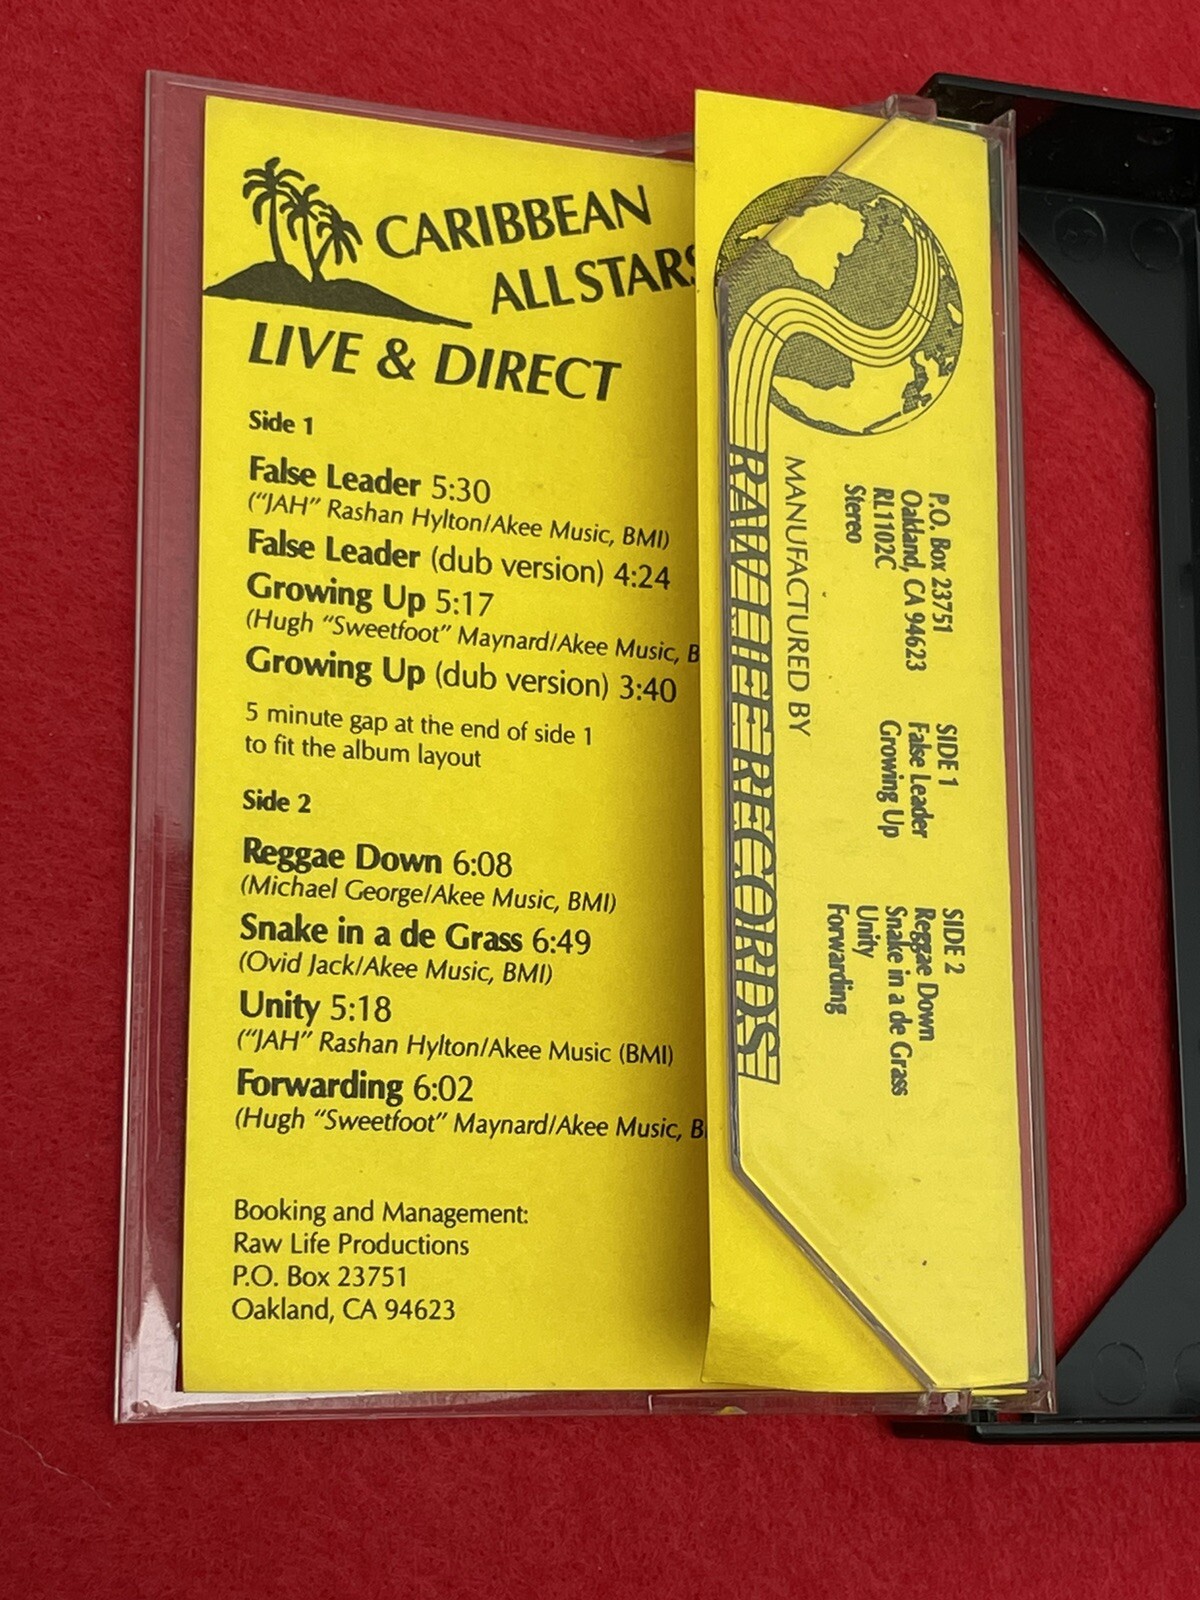 CARIBBEAN
ALLSTARS
LIVE & DIRECT
Side 1
False Leader 5:30
("JAH" Rashan Hylton/Akee Music, BMI)
False Leader (dub version) 4:24
Growing Up 5:17
(Hugh "Sweetfoot" Maynard/Akee Music, B
Growing Up (dub version) 3:40
5 minute gap at the end of side 1
to fit the album layout
Side 2
Reggae Down 6:08
(Michael George/Akee Music, BMI)
Snake in a de Grass 6:49
(Ovid Jack/Akee Music, BMI)
Unity 5:18
("JAH" Rashan Hylton/Akee Music (BMI)
Forwarding 6:02
(Hugh "Sweetfoot" Maynard/Akee Music, B
Booking and Management:
Raw Life Productions
P.O. Box 23751
Oakland, CA 94623
P.O. Box 23751
Oakland, CA 94623
RL1102C
Stereo
SIDE 1
False Leader
Growing Up
SIDE 2
Reggae Down
Snake in a de Grass
Unity
Forwarding
MANUFACTURED BY
RAW LIFE RECORDS